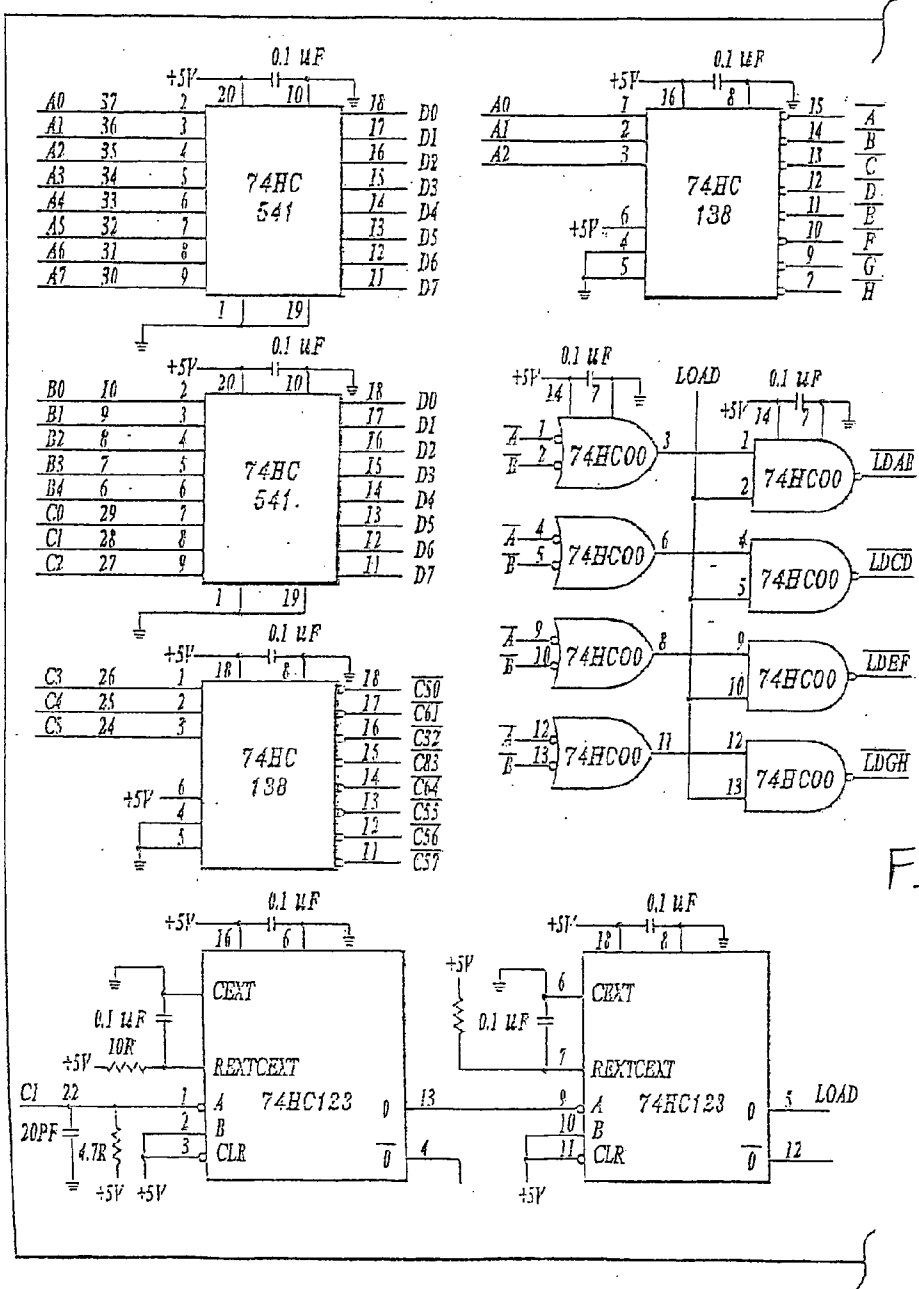 0.1 uF
+5V
20 10
A0 37 2 18 D0
A1 36 3 17 D1
A2 35 4 16 D2
A3 34 5 15 D3
A4 33 6 14 D4
A5 32 7 13 D5
A6 31 8 12 D6
A7 30 9 11 D7
74HC
541
1 19
0.1 uF
+5V
16 8
A0 1
A1 2
A2 3
+5V 6
4
5
74HC
138
15 A
14 B
13 C
12 D
11 E
10 F
9 G
7 H
0.1 uF
+5V
20 10
B0 10 2 18 D0
B1 9 3 17 D1
B2 8 4 16 D2
B3 7 5 15 D3
B4 6 6 14 D4
C0 29 7 13 D5
C1 28 8 12 D6
C2 27 9 11 D7
74HC
541.
1 19
0.1 uF
+5V
14 7
LOAD
0.1 uF
+5V
14 7
A 1
B 2
74HC00
3
1
2
74HC00
LDAB
A 4
B 5
74HC00
6
4
5
74HC00
LDCD
A 9
B 10
74HC00
8
9
10
74HC00
LDEF
A 12
B 13
74HC00
11
12
13
74HC00
LDGH
0.1 uF
+5V
18 8
C3 26 1
C4 25 2
C5 24 3
+5V 6
4
5
74HC
138
18 CS0
17 C61
16 CS2
15 C83
14 C64
13 CS5
12 CS6
11 CS7
F.
0.1 uF
+5V
16 6
CEXT
0.1 uF
10R
+5V
REXTCEXT
C1 22 1 A
74HC123
0 13
2 B
3 CLR
0 4
20PF
4.7R
+5V +5V
0.1 uF
+5V
18 8
+5V
6 CEXT
0.1 uF
7 REXTCEXT
9 A
74HC123
0 5 LOAD
10 B
11 CLR
0 12
+5V